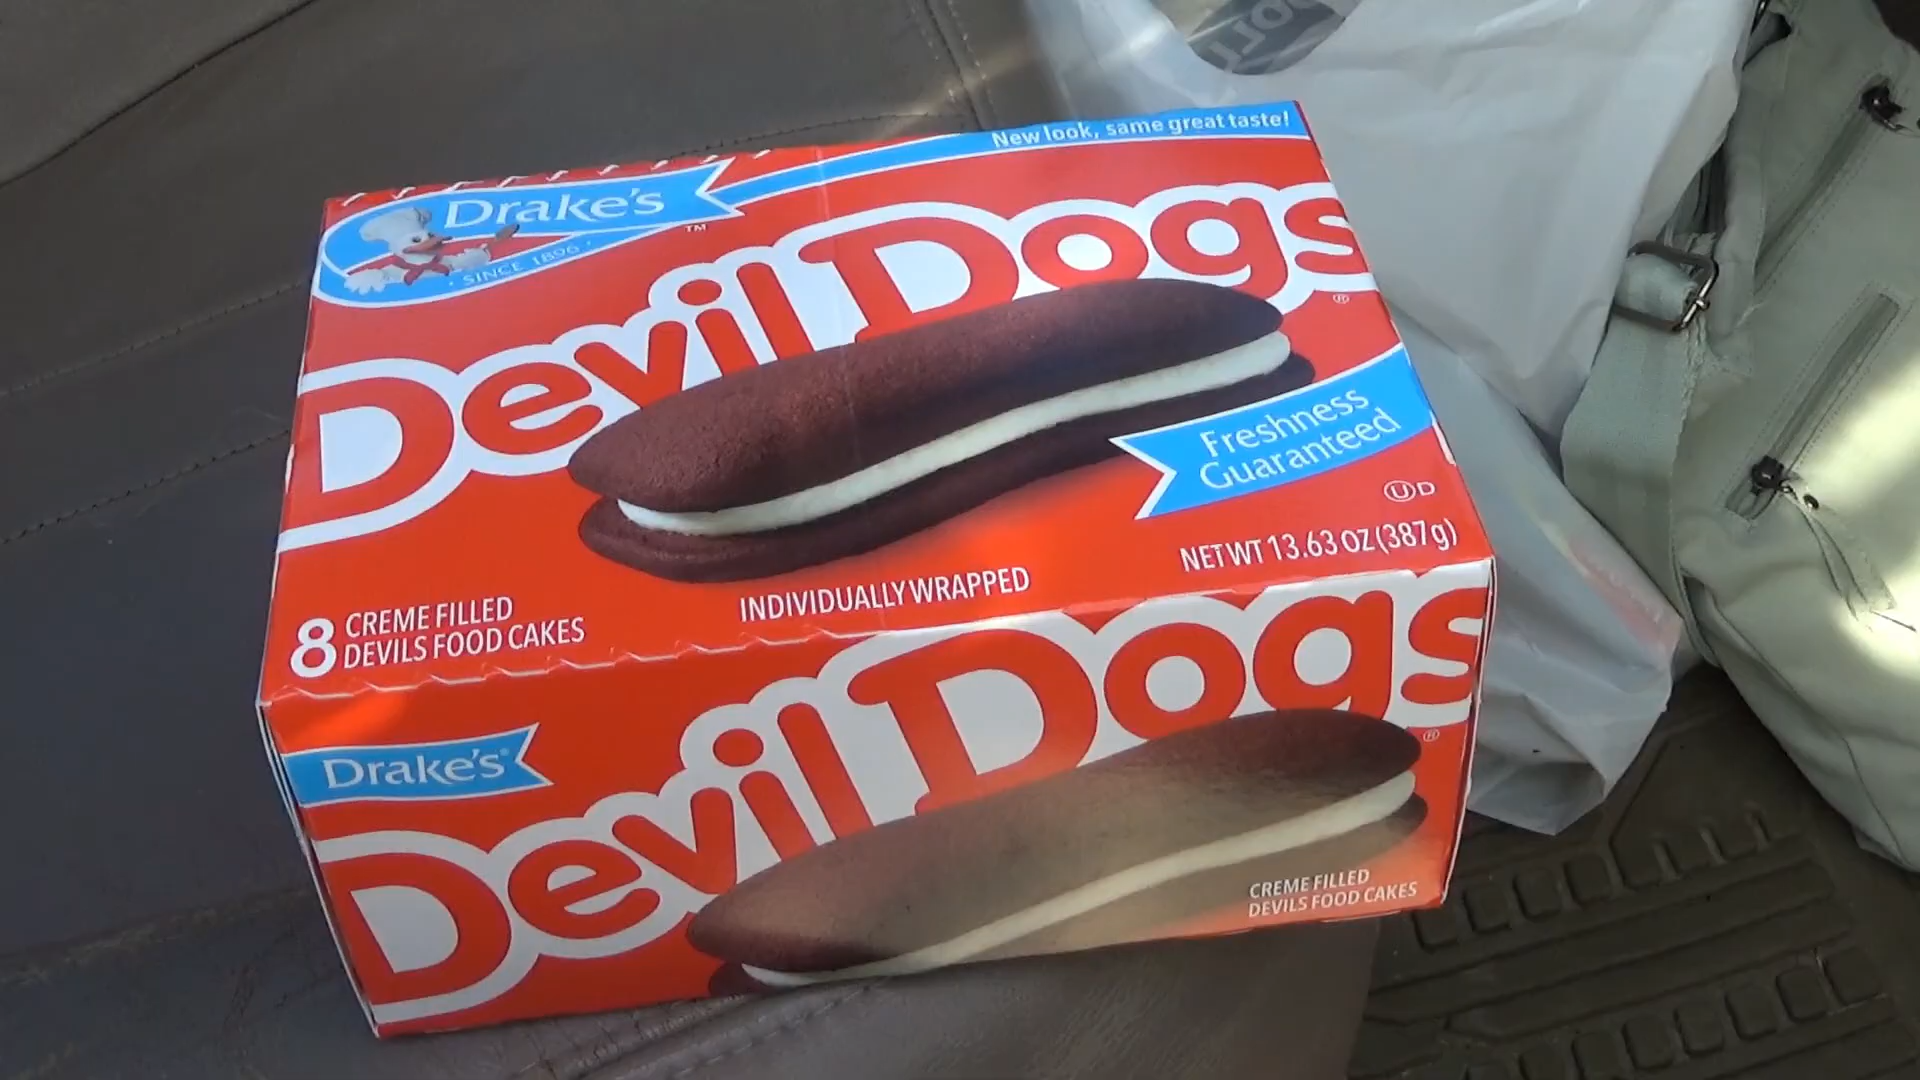 New look, same great taste!
Drake's
SINCE 1896
™
Devil Dogs
®
Freshness
Guaranteed
UD
NET WT 13.63 OZ (387g)
8 CREME FILLED
DEVILS FOOD CAKES
INDIVIDUALLY WRAPPED
Drake's®
Devil Dogs
®
CREME FILLED
DEVILS FOOD CAKES